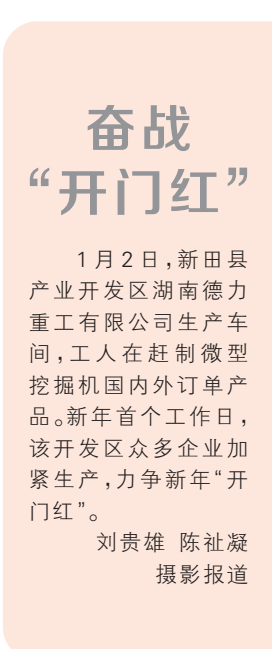 奋战
“开门红”
1月2日，新田县
产业开发区湖南德力
重工有限公司生产车
间，工人在赶制微型
挖掘机国内外订单产
品。新年首个工作日，
该开发区众多企业加
紧生产，力争新年“开
门红”。
刘贵雄 陈祉凝
摄影报道